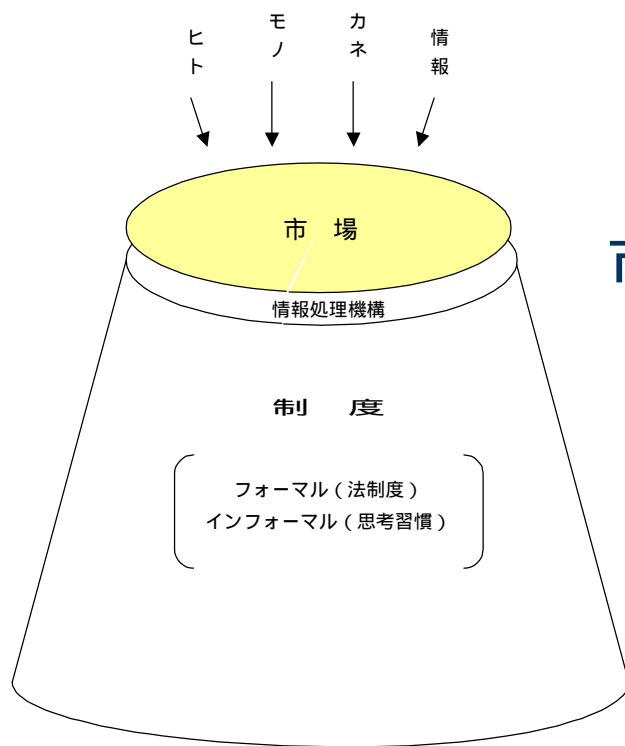 ヒト
モノ
カネ
情報
市　場
情報処理機構
制　度
フォーマル（法制度）
インフォーマル（思考習慣）